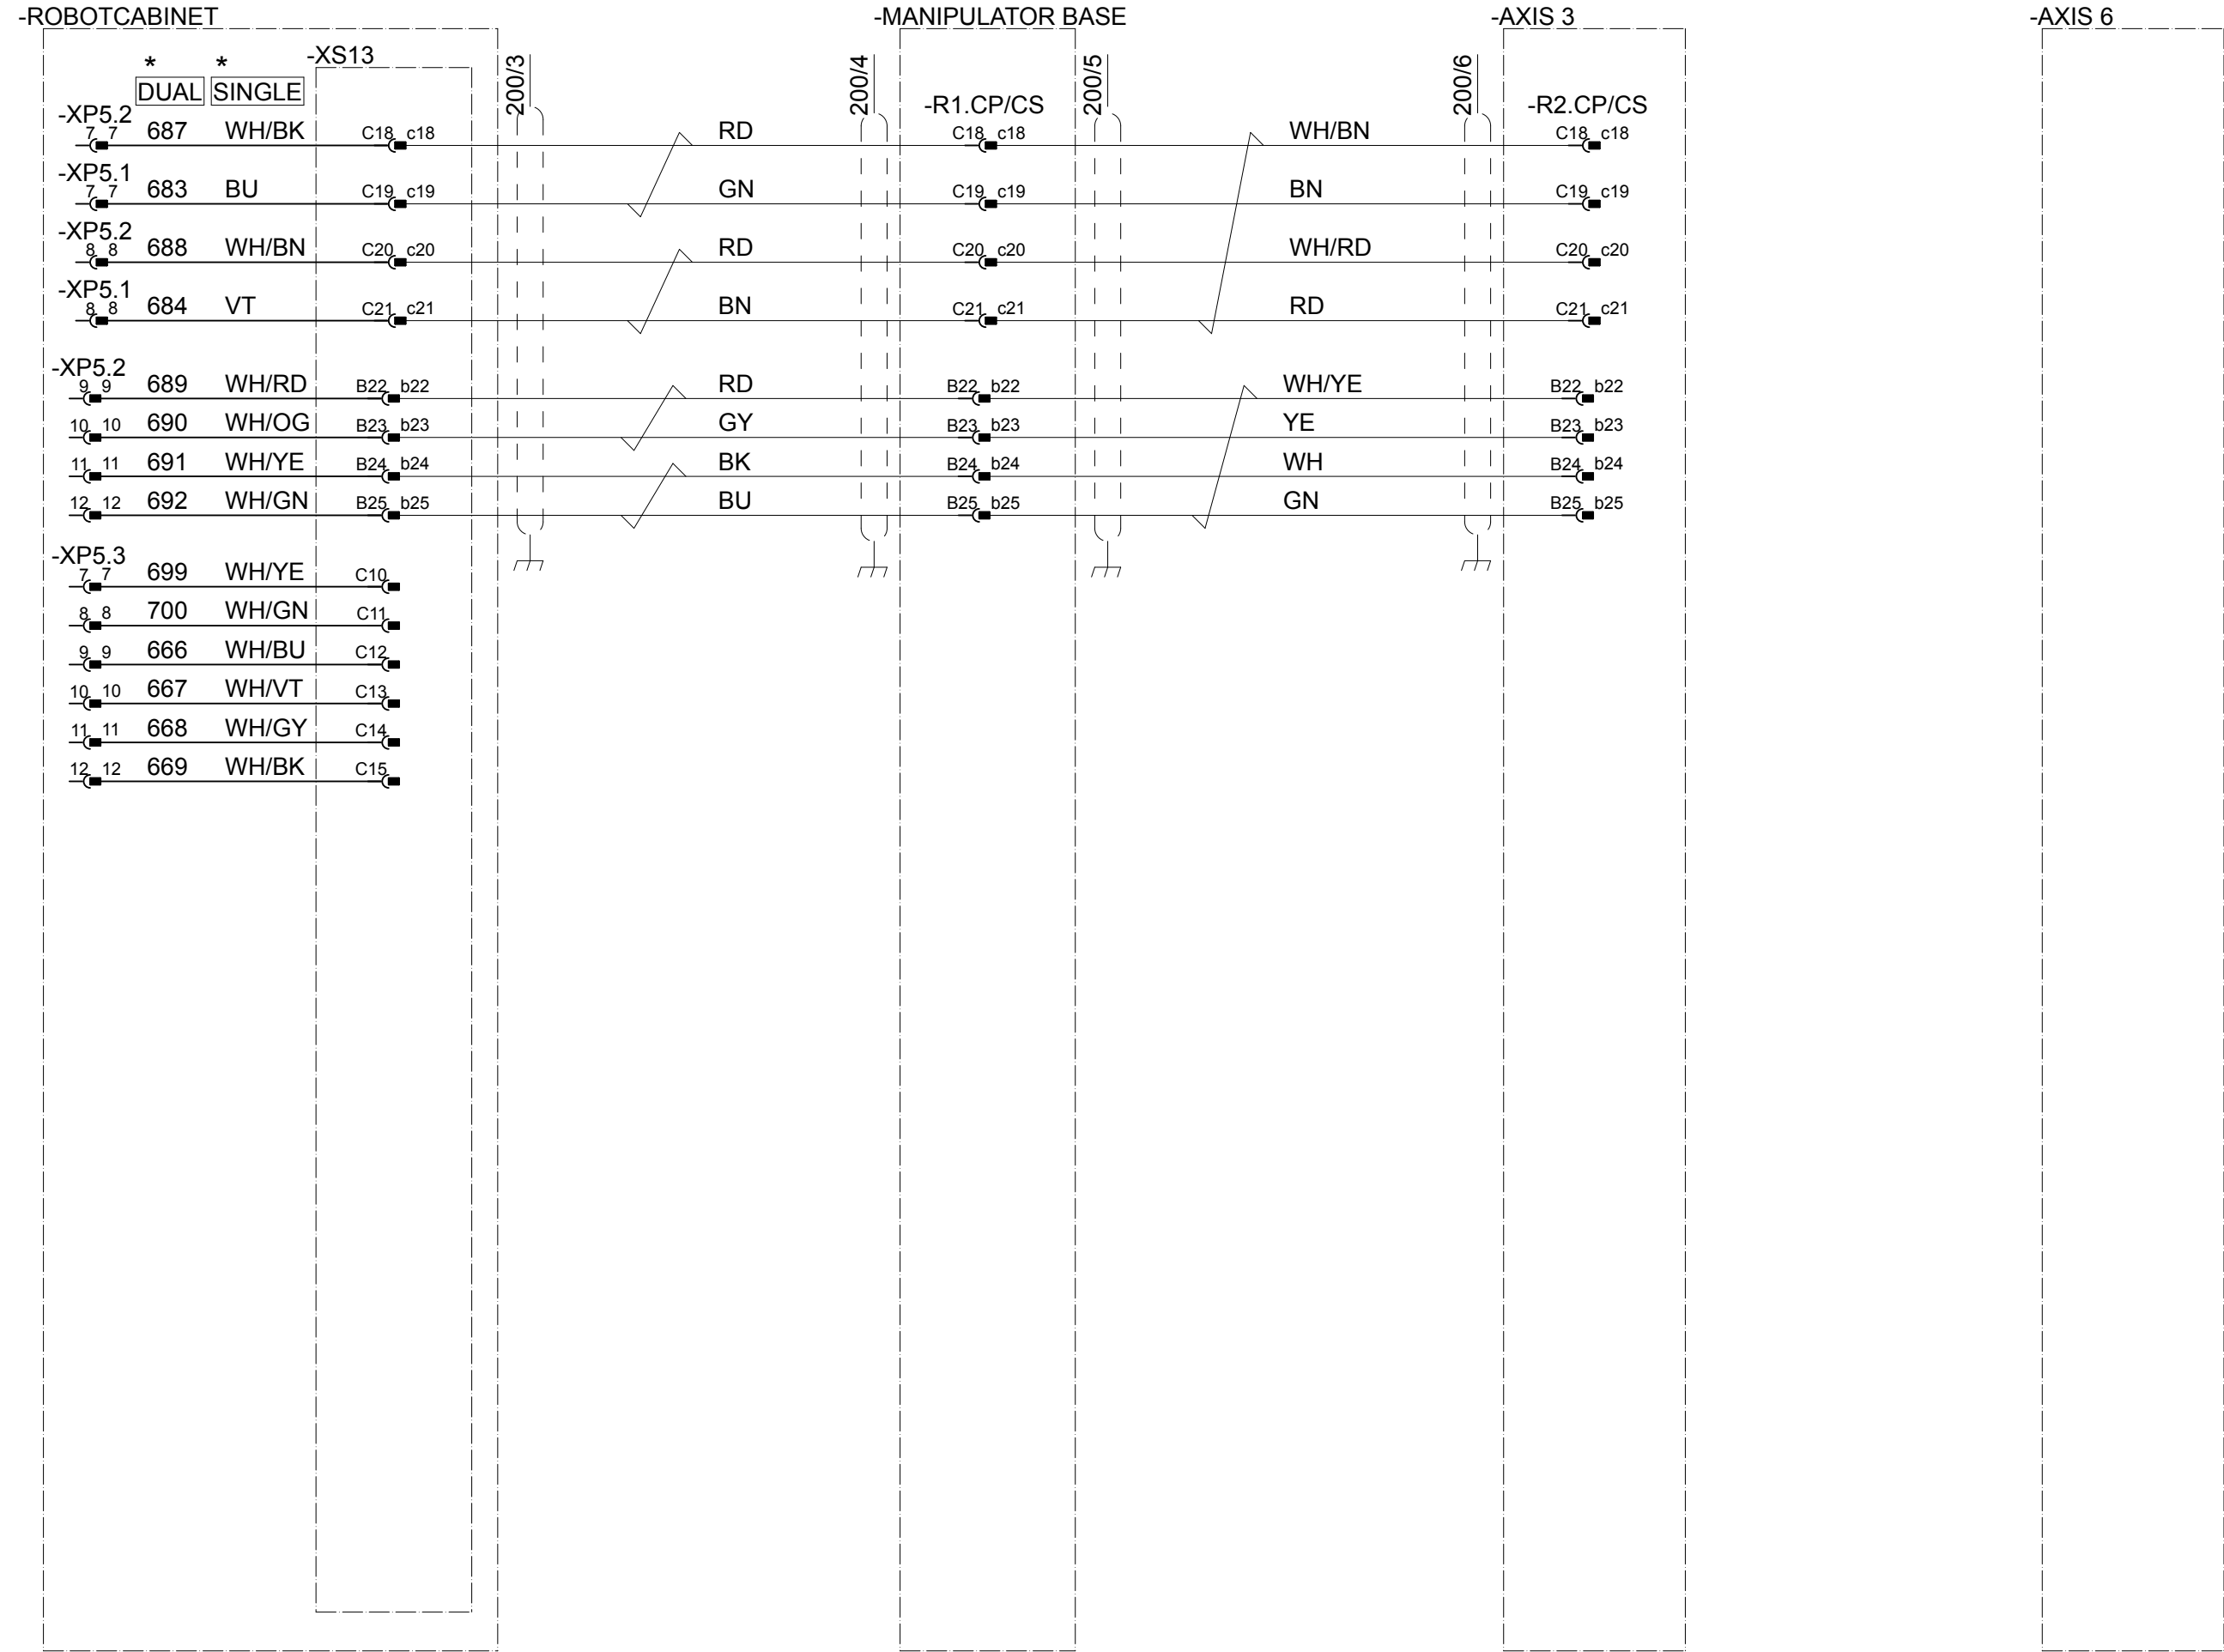 -ROBOTCABINET -MANIPULATOR BASE -AXIS 3 -AXIS 6
* * -XS13 200/3 200/4 200/5 200/6
DUAL SINGLE -R1.CP/CS -R2.CP/CS
-XP5.2
7 7 687 WH/BK C18 c18 RD C18 c18 WH/BN C18 c18
-XP5.1
7 7 683 BU C19 c19 GN C19 c19 BN C19 c19
-XP5.2
8 8 688 WH/BN C20 c20 RD C20 c20 WH/RD C20 c20
-XP5.1
8 8 684 VT C21 c21 BN C21 c21 RD C21 c21
-XP5.2
9 9 689 WH/RD B22 b22 RD B22 b22 WH/YE B22 b22
10 10 690 WH/OG B23 b23 GY B23 b23 YE B23 b23
11 11 691 WH/YE B24 b24 BK B24 b24 WH B24 b24
12 12 692 WH/GN B25 b25 BU B25 b25 GN B25 b25
-XP5.3
7 7 699 WH/YE C10
8 8 700 WH/GN C11
9 9 666 WH/BU C12
10 10 667 WH/VT C13
11 11 668 WH/GY C14
12 12 669 WH/BK C15